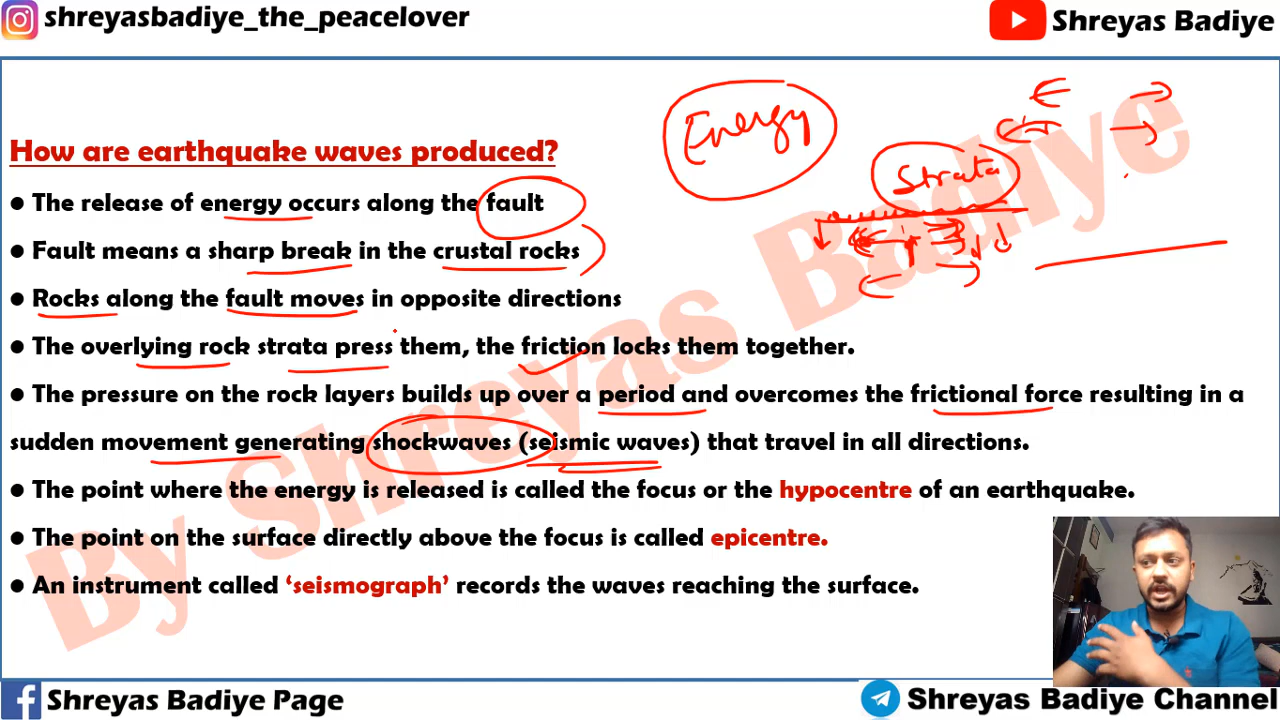 shreyasbadiye_the_peacelover
Shreyas Badiye
Energy
Strata
How are earthquake waves produced?
● The release of energy occurs along the fault
● Fault means a sharp break in the crustal rocks
● Rocks along the fault moves in opposite directions
● The overlying rock strata press them, the friction locks them together.
● The pressure on the rock layers builds up over a period and overcomes the frictional force resulting in a
sudden movement generating shockwaves (seismic waves) that travel in all directions.
● The point where the energy is released is called the focus or the hypocentre of an earthquake.
● The point on the surface directly above the focus is called epicentre.
● An instrument called ‘seismograph’ records the waves reaching the surface.
By Shreyas Badiye
Shreyas Badiye Page
Shreyas Badiye Channel